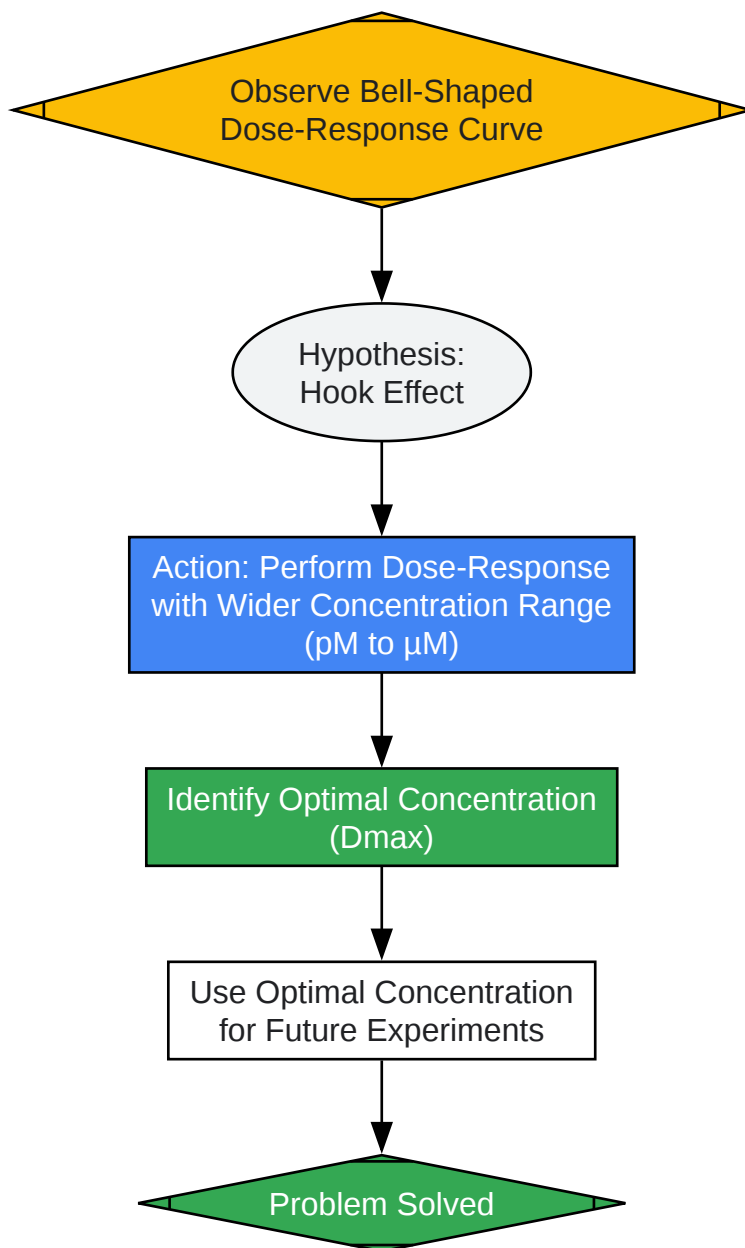 Observe Bell-Shaped
Dose-Response Curve
Hypothesis:
Hook Effect
Action: Perform Dose-Response
with Wider Concentration Range
(pM to µM)
Identify Optimal Concentration
(Dmax)
Use Optimal Concentration
for Future Experiments
Problem Solved